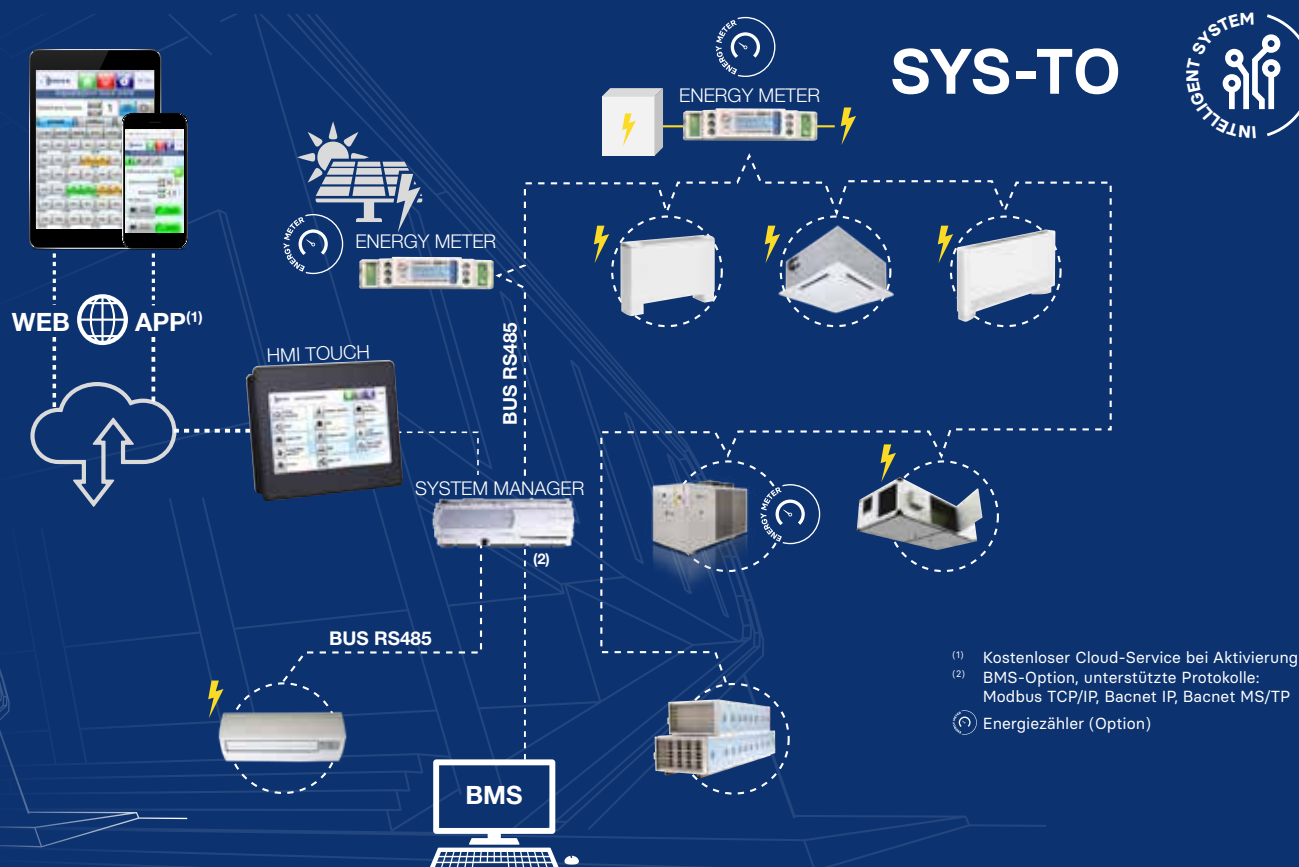 SYS-TO
INTELLIGENT SYSTEM
ENERGY METER
ENERGY METER
ENERGY METER
ENERGY METER
WEB APP(1)
HMI TOUCH
BUS RS485
SYSTEM MANAGER
(2)
ENERGY METER
BUS RS485
BMS
(1) Kostenloser Cloud-Service bei Aktivierung
(2) BMS-Option, unterstützte Protokolle:
Modbus TCP/IP, Bacnet IP, Bacnet MS/TP
Energiezähler (Option)